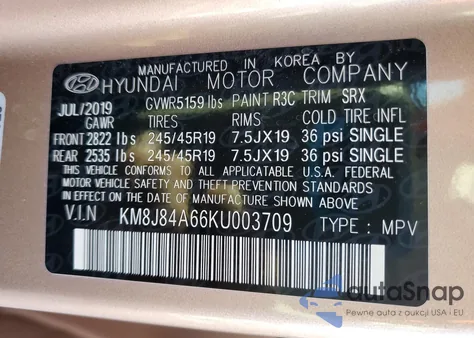 MANUFACTURED IN KOREA BY
HYUNDAI MOTOR COMPANY
JUL/2019 GVWR5159 lbs PAINT R3C TRIM SRX
GAWR TIRES RIMS COLD TIRE INFL
FRONT 2822 lbs 245/45R19 7.5JX19 36 psi SINGLE
REAR 2535 lbs 245/45R19 7.5JX19 36 psi SINGLE
THIS VEHICLE CONFORMS TO ALL APPLICABLE U.S.A. FEDERAL
MOTOR VEHICLE SAFETY AND THEFT PREVENTION STANDARDS
IN EFFECT ON THE DATE OF MANUFACTURE SHOWN ABOVE.
V.I.N KM8J84A66KU003709 TYPE : MPV
autaSnap
Pewne auta z aukcji USA i EU